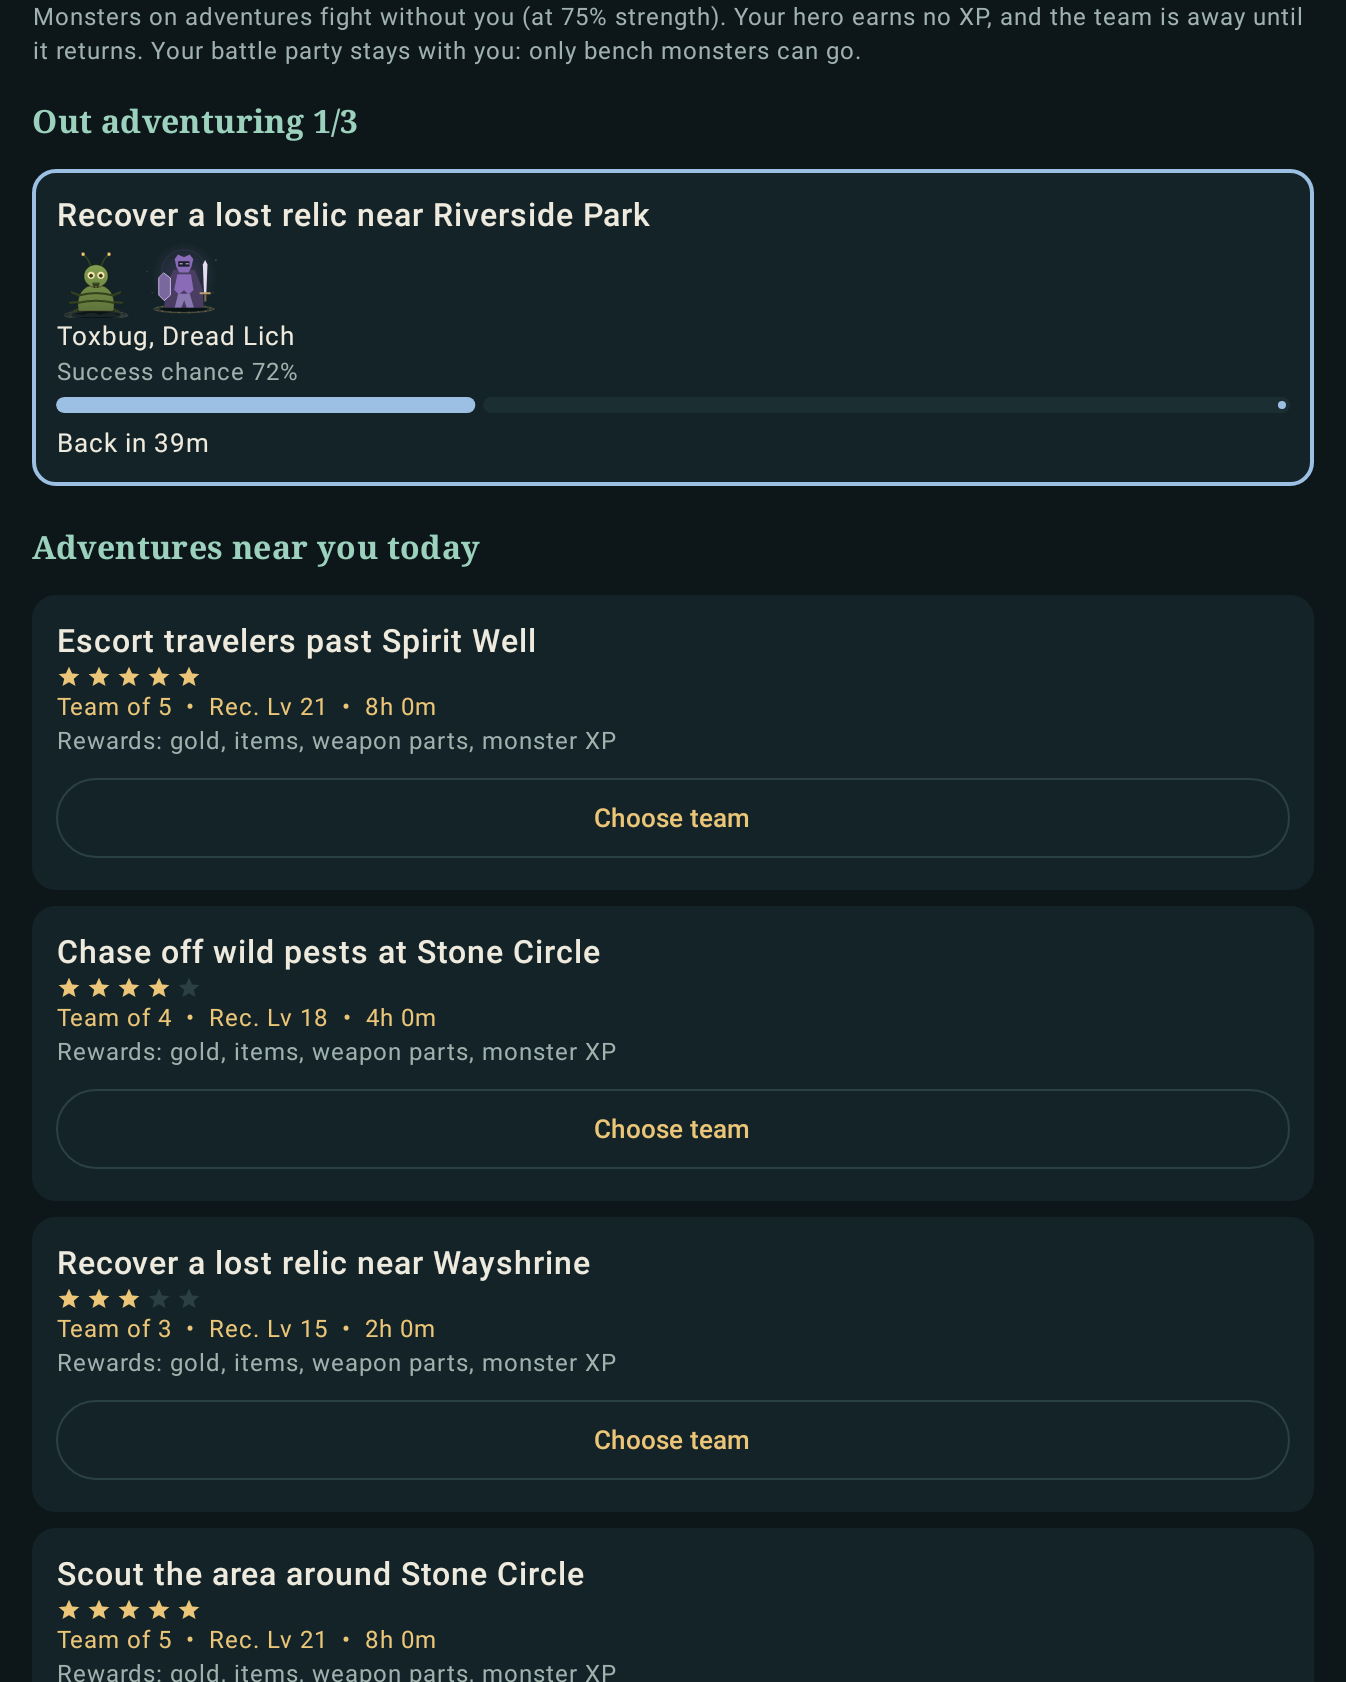 Monsters on adventures fight without you (at 75% strength). Your hero earns no XP, and the team is away until
it returns. Your battle party stays with you: only bench monsters can go.
Out adventuring 1/3
Recover a lost relic near Riverside Park
Toxbug, Dread Lich
Success chance 72%
Back in 39m
Adventures near you today
Escort travelers past Spirit Well
Team of 5 • Rec. Lv 21 • 8h 0m
Rewards: gold, items, weapon parts, monster XP
Choose team
Chase off wild pests at Stone Circle
Team of 4 • Rec. Lv 18 • 4h 0m
Rewards: gold, items, weapon parts, monster XP
Choose team
Recover a lost relic near Wayshrine
Team of 3 • Rec. Lv 15 • 2h 0m
Rewards: gold, items, weapon parts, monster XP
Choose team
Scout the area around Stone Circle
Team of 5 • Rec. Lv 21 • 8h 0m
Rewards: gold, items, weapon parts, monster XP